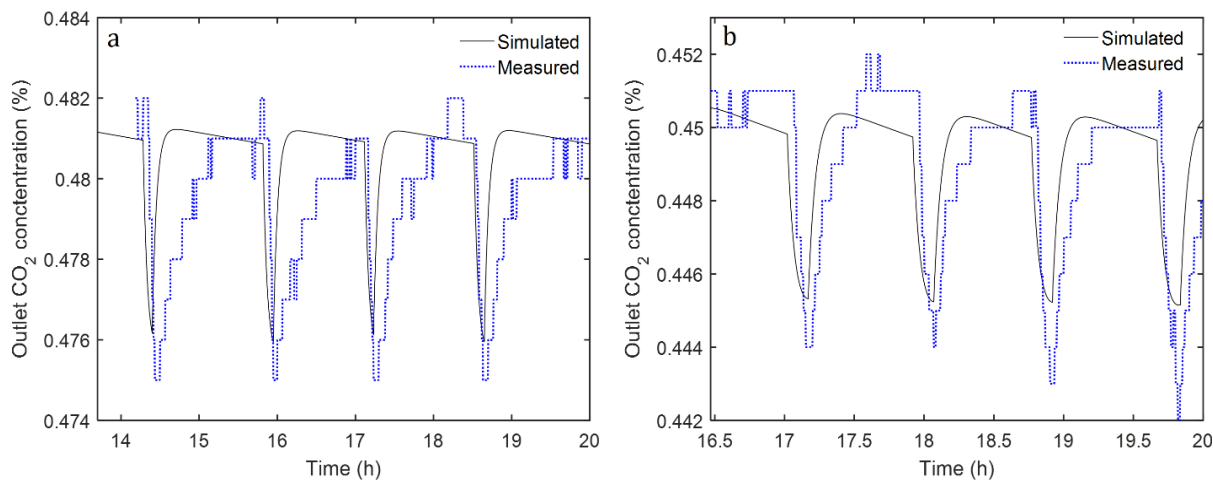 a
Simulated
Measured
0.484
0.482
0.48
0.478
0.476
0.474
Outlet CO2 conctentration (%)
14 15 16 17 18 19 20
Time (h)
b
Simulated
Measured
0.452
0.45
0.448
0.446
0.444
0.442
Outlet CO2 conctentration (%)
16.5 17 17.5 18 18.5 19 19.5 20
Time (h)